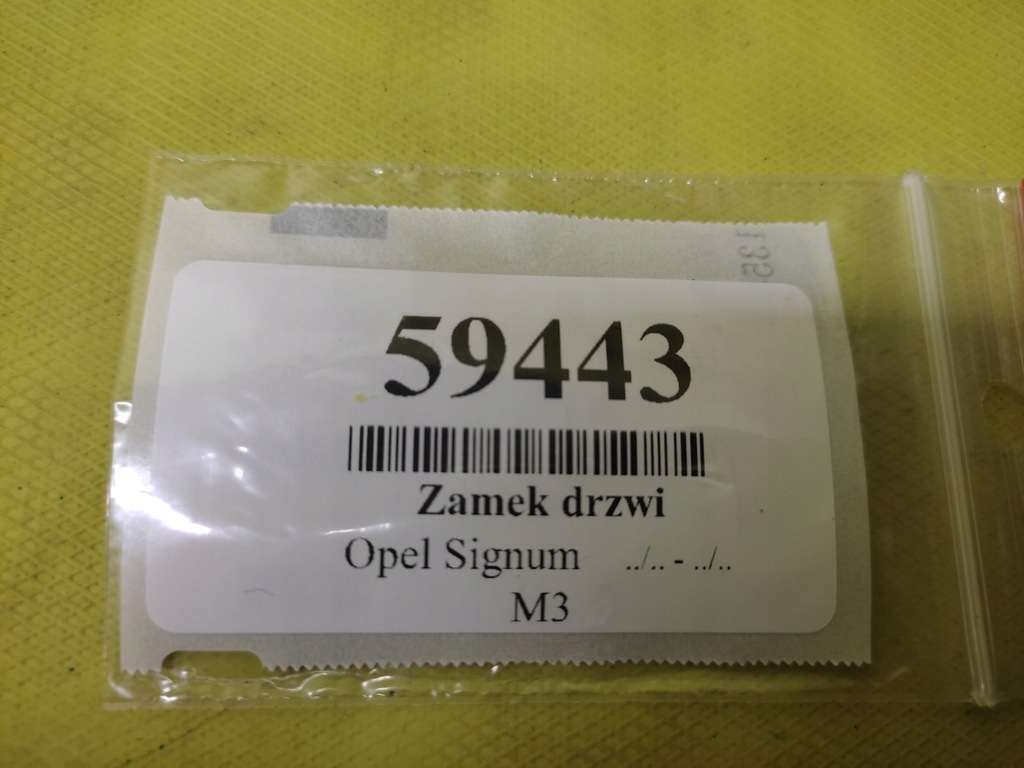 59443
Zamek drzwi
Opel Signum ../.. - ../..
M3